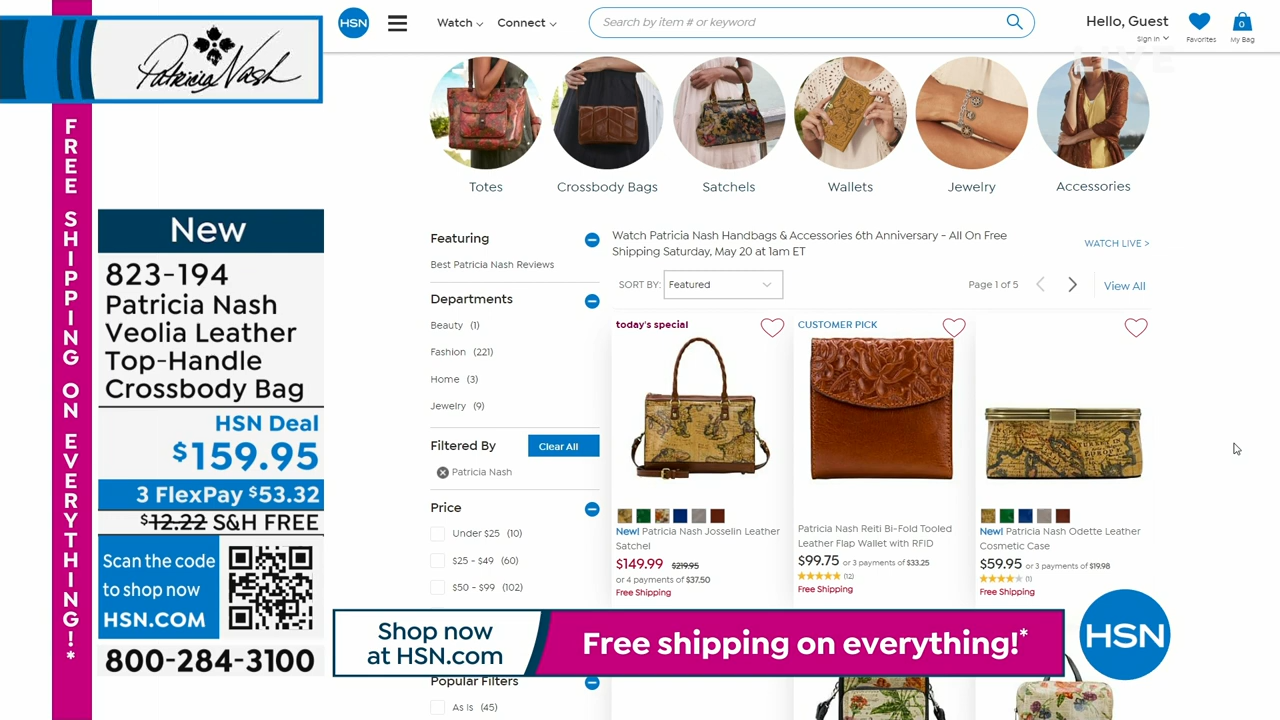 Patricia Nash
FREE SHIPPING ON EVERYTHING!*
New
823-194
Patricia Nash
Veolia Leather
Top-Handle
Crossbody Bag
HSN Deal
$159.95
3 FlexPay $53.32
$12.22 S&H FREE
Scan the code
to shop now
HSN.COM
800-284-3100
HSN
Watch
Connect
Search by item # or keyword
Hello, Guest
Sign In
Favorites
0
My Bag
LIVE
Totes
Crossbody Bags
Satchels
Wallets
Jewelry
Accessories
Featuring
Best Patricia Nash Reviews
Departments
Beauty (1)
Fashion (221)
Home (3)
Jewelry (9)
Filtered By
Clear All
Patricia Nash
Price
Under $25 (10)
$25 - $49 (60)
$50 - $99 (102)
Popular Filters
As Is (45)
Watch Patricia Nash Handbags & Accessories 6th Anniversary - All On Free
Shipping Saturday, May 20 at 1am ET
WATCH LIVE >
SORT BY: Featured
Page 1 of 5
View All
today's special
New! Patricia Nash Josselin Leather
Satchel
$149.99 $219.95
or 4 payments of $37.50
Free Shipping
CUSTOMER PICK
Patricia Nash Reiti Bi-Fold Tooled
Leather Flap Wallet with RFID
$99.75 or 3 payments of $33.25
(12)
Free Shipping
New! Patricia Nash Odette Leather
Cosmetic Case
$59.95 or 3 payments of $19.98
(1)
Free Shipping
Shop now
at HSN.com
Free shipping on everything!*
HSN